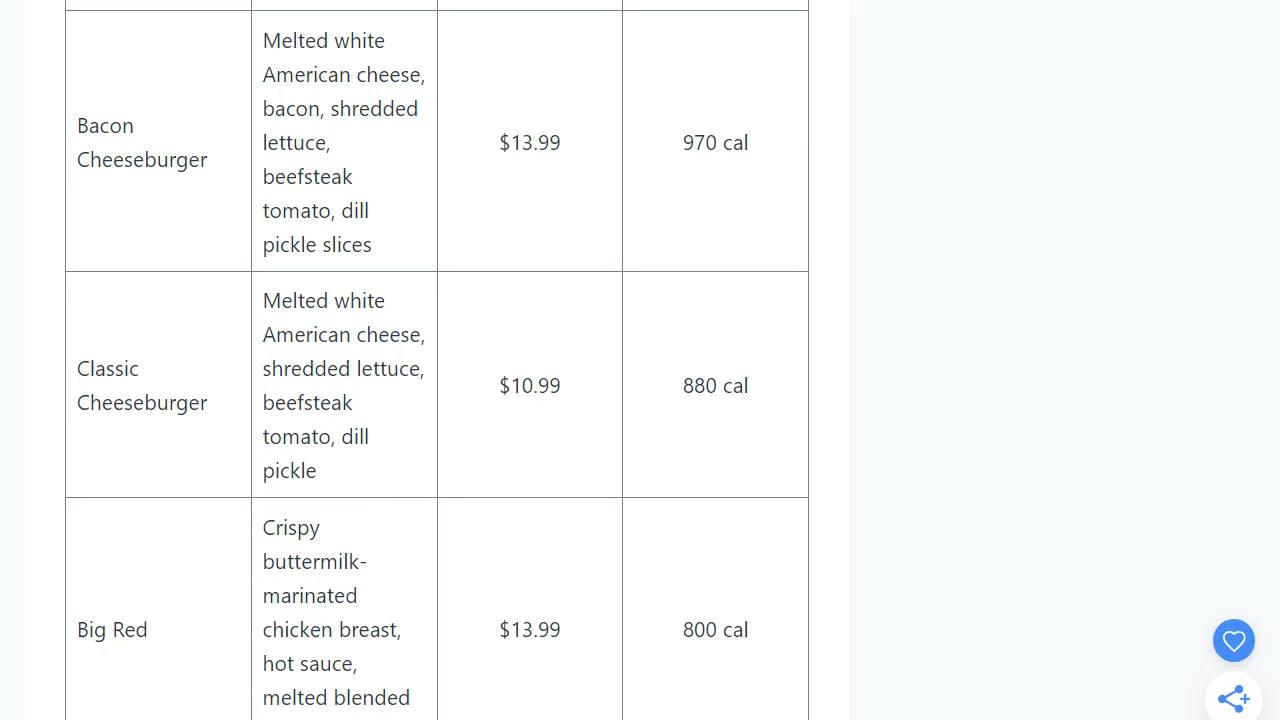 Bacon
Cheeseburger
Melted white
American cheese,
bacon, shredded
lettuce,
beefsteak
tomato, dill
pickle slices
$13.99
970 cal
Classic
Cheeseburger
Melted white
American cheese,
shredded lettuce,
beefsteak
tomato, dill
pickle
$10.99
880 cal
Big Red
Crispy
buttermilk-
marinated
chicken breast,
hot sauce,
melted blended
$13.99
800 cal